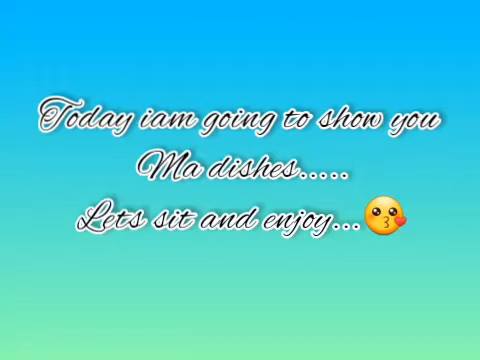 Today iam going to show you
Ma dishes.....
Lets sit and enjoy...😘